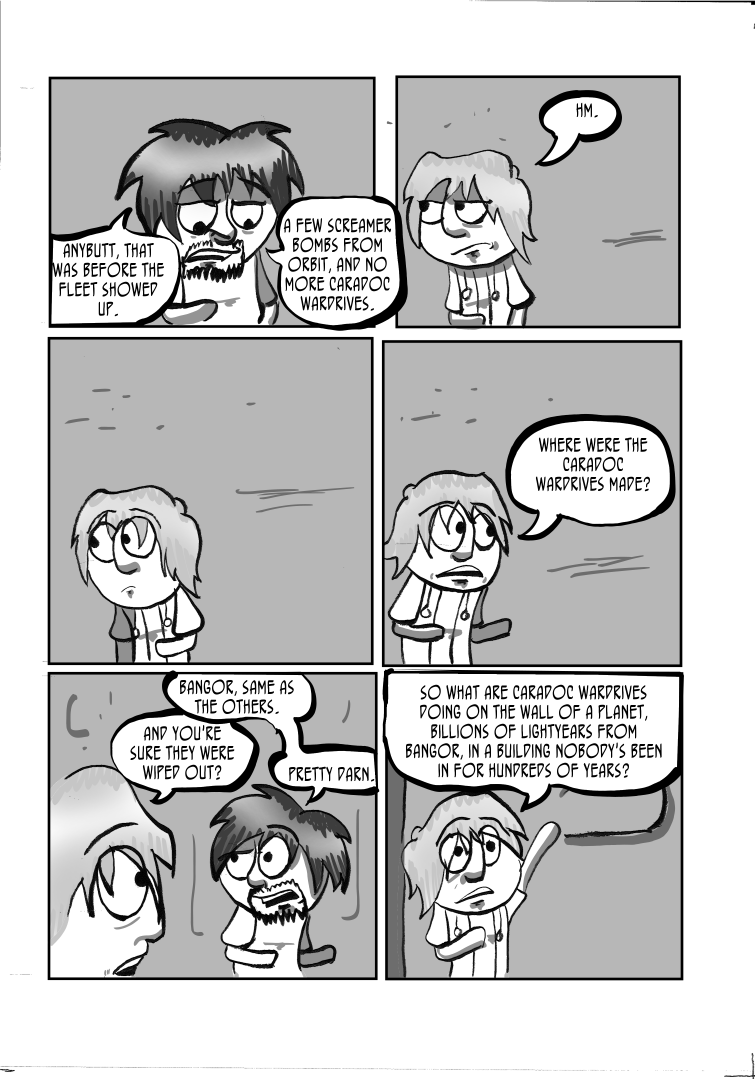 ANYBUTT, THAT
WAS BEFORE THE
FLEET SHOWED
UP.
A FEW SCREAMER
BOMBS FROM
ORBIT, AND NO
MORE CARADOC
WARDRIVES.
HM.
WHERE WERE THE
CARADOC
WARDRIVES MADE?
BANGOR, SAME AS
THE OTHERS.
AND YOU'RE
SURE THEY WERE
WIPED OUT?
PRETTY DARN.
SO WHAT ARE CARADOC WARDRIVES
DOING ON THE WALL OF A PLANET,
BILLIONS OF LIGHTYEARS FROM
BANGOR, IN A BUILDING NOBODY'S BEEN
IN FOR HUNDREDS OF YEARS?